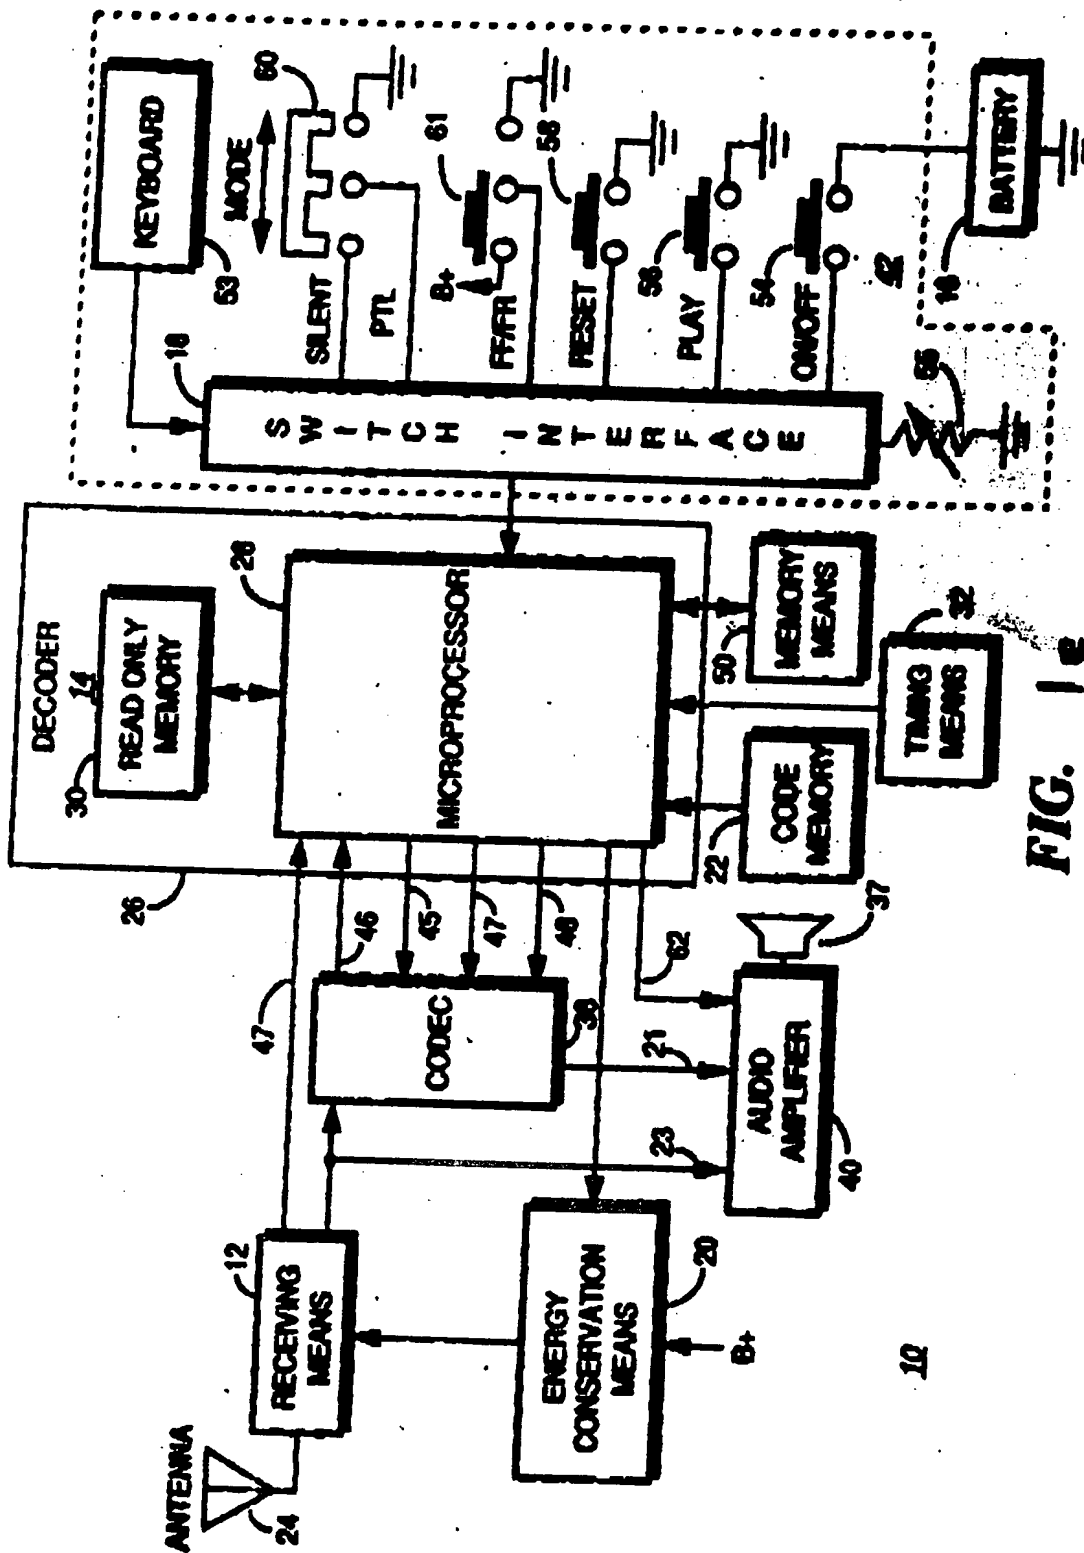 ANTENNA
24
RECEIVING
MEANS
12
ENERGY
CONSERVATION
MEANS
20
B+
10
47
CODEC
38
46
45
47
48
62
21
23
AUDIO
AMPLIFIER
40
37
DECODER
14
26
READ ONLY
MEMORY
30
MICROPROCESSOR
28
CODE
MEMORY
22
MEMORY
MEANS
50
TIMING
MEANS
32
KEYBOARD
53
18
SWITCH INTERFACE
MODE
60
SILENT
PTL
B+
61
FF/FR
58
RESET
56
PLAY
54
ON/OFF
42
BATTERY
16
55
FIG. 1